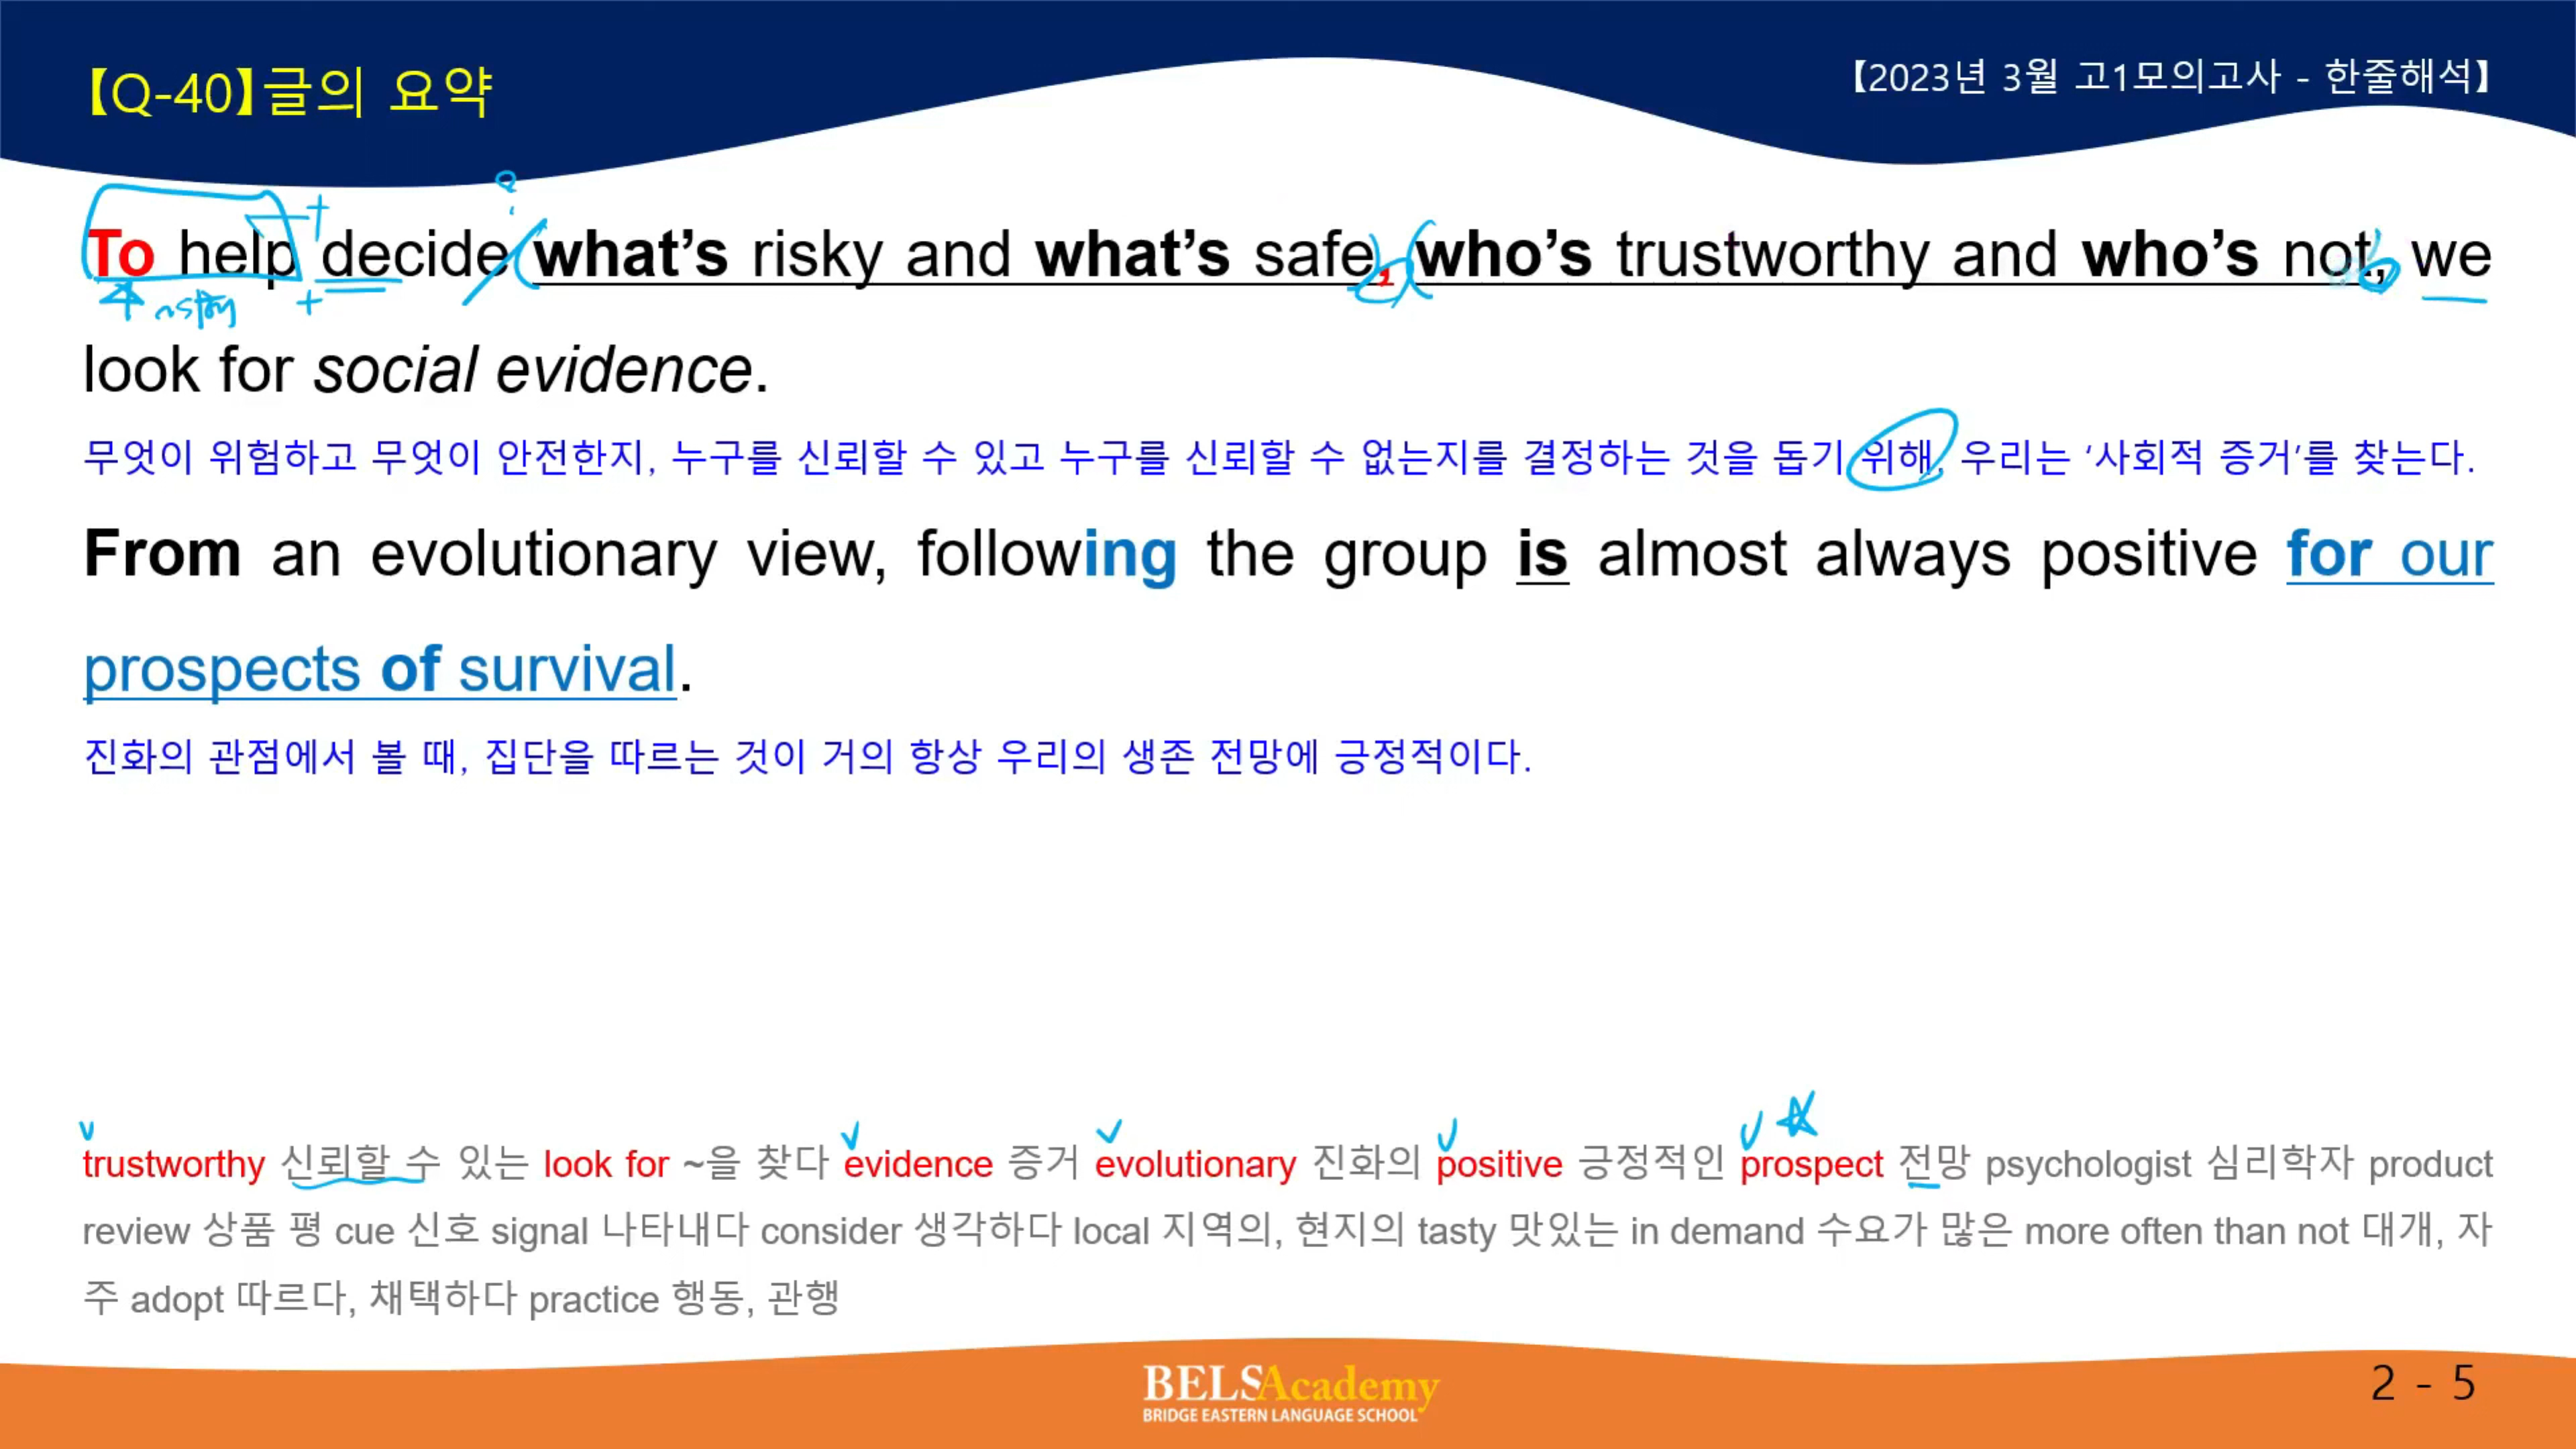 【Q-40】글의 요약
【2023년 3월 고1모의고사 - 한줄해석】
To help decide what’s risky and what’s safe, who’s trustworthy and who’s not, we
look for social evidence.
무엇이 위험하고 무엇이 안전한지, 누구를 신뢰할 수 있고 누구를 신뢰할 수 없는지를 결정하는 것을 돕기 위해, 우리는 ‘사회적 증거’를 찾는다.
From an evolutionary view, following the group is almost always positive for our
prospects of survival.
진화의 관점에서 볼 때, 집단을 따르는 것이 거의 항상 우리의 생존 전망에 긍정적이다.
trustworthy 신뢰할 수 있는 look for ~을 찾다 evidence 증거 evolutionary 진화의 positive 긍정적인 prospect 전망 psychologist 심리학자 product
review 상품 평 cue 신호 signal 나타내다 consider 생각하다 local 지역의, 현지의 tasty 맛있는 in demand 수요가 많은 more often than not 대개, 자
주 adopt 따르다, 채택하다 practice 행동, 관행
BELSAcademy
BRIDGE EASTERN LANGUAGE SCHOOL
2 - 5